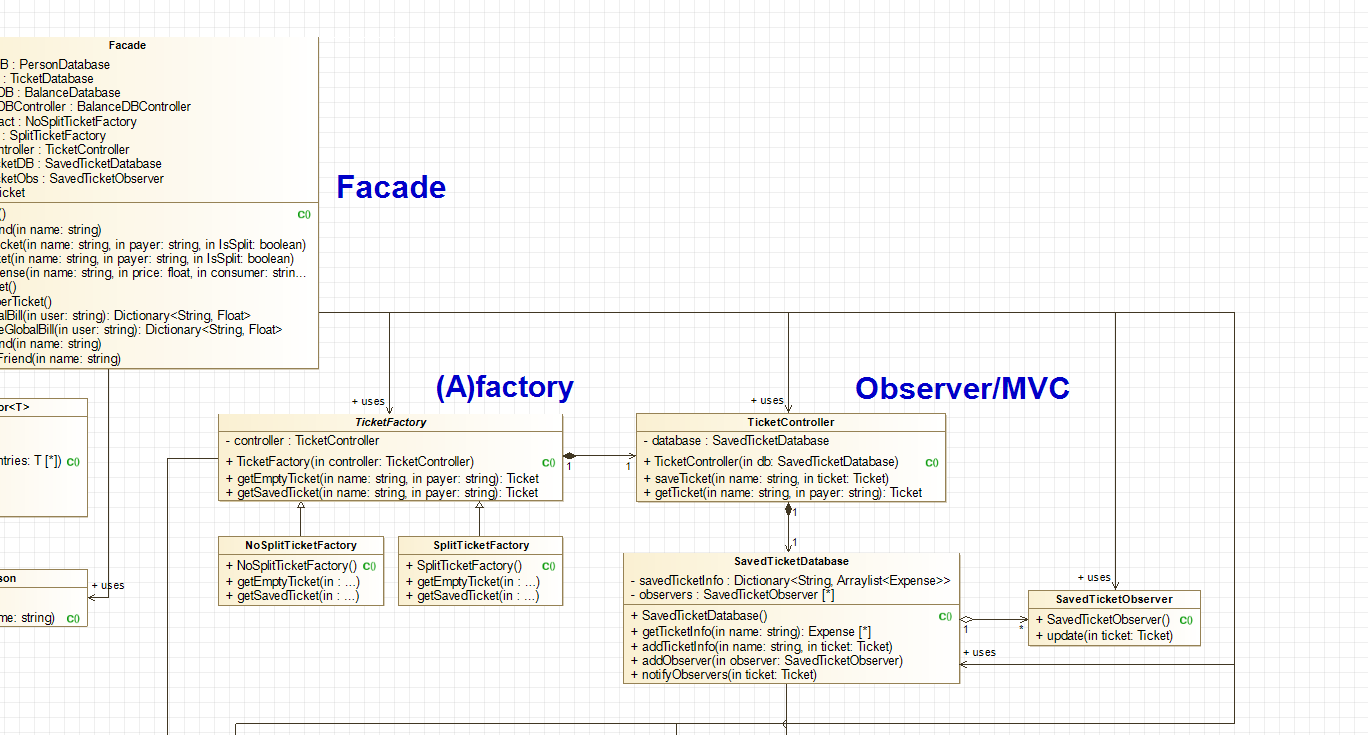 Facade
B : PersonDatabase
: TicketDatabase
DB : BalanceDatabase
DBController : BalanceDBController
act : NoSplitTicketFactory
: SplitTicketFactory
ntroller : TicketController
ketDB : SavedTicketDatabase
ketObs : SavedTicketObserver
icket
()
C()
nd(in name: string)
cket(in name: string, in payer: string, in IsSplit: boolean)
et(in name: string, in payer: string, in IsSplit: boolean)
ense(in name: string, in price: float, in consumer: strin...
et()
perTicket()
alBill(in user: string): Dictionary<String, Float>
eGlobalBill(in user: string): Dictionary<String, Float>
nd(in name: string)
Friend(in name: string)
Facade
(A)factory
Observer/MVC
+ uses
+ uses
or<T>
ntries: T [*]) C()
TicketFactory
- controller : TicketController
+ TicketFactory(in controller: TicketController) C()
+ getEmptyTicket(in name: string, in payer: string): Ticket
+ getSavedTicket(in name: string, in payer: string): Ticket
1
1
TicketController
- database : SavedTicketDatabase
+ TicketController(in db: SavedTicketDatabase) C()
+ saveTicket(in name: string, in ticket: Ticket)
+ getTicket(in name: string, in payer: string): Ticket
1
1
NoSplitTicketFactory
+ NoSplitTicketFactory() C()
+ getEmptyTicket(in : ...)
+ getSavedTicket(in : ...)
SplitTicketFactory
+ SplitTicketFactory() C()
+ getEmptyTicket(in : ...)
+ getSavedTicket(in : ...)
SavedTicketDatabase
- savedTicketInfo : Dictionary<String, Arraylist<Expense>>
- observers : SavedTicketObserver [*]
+ SavedTicketDatabase() C()
+ getTicketInfo(in name: string): Expense [*]
+ addTicketInfo(in name: string, in ticket: Ticket)
+ addObserver(in observer: SavedTicketObserver)
+ notifyObservers(in ticket: Ticket)
1
*
+ uses
+ uses
SavedTicketObserver
+ SavedTicketObserver() C()
+ update(in ticket: Ticket)
son
+ uses
me: string) C()